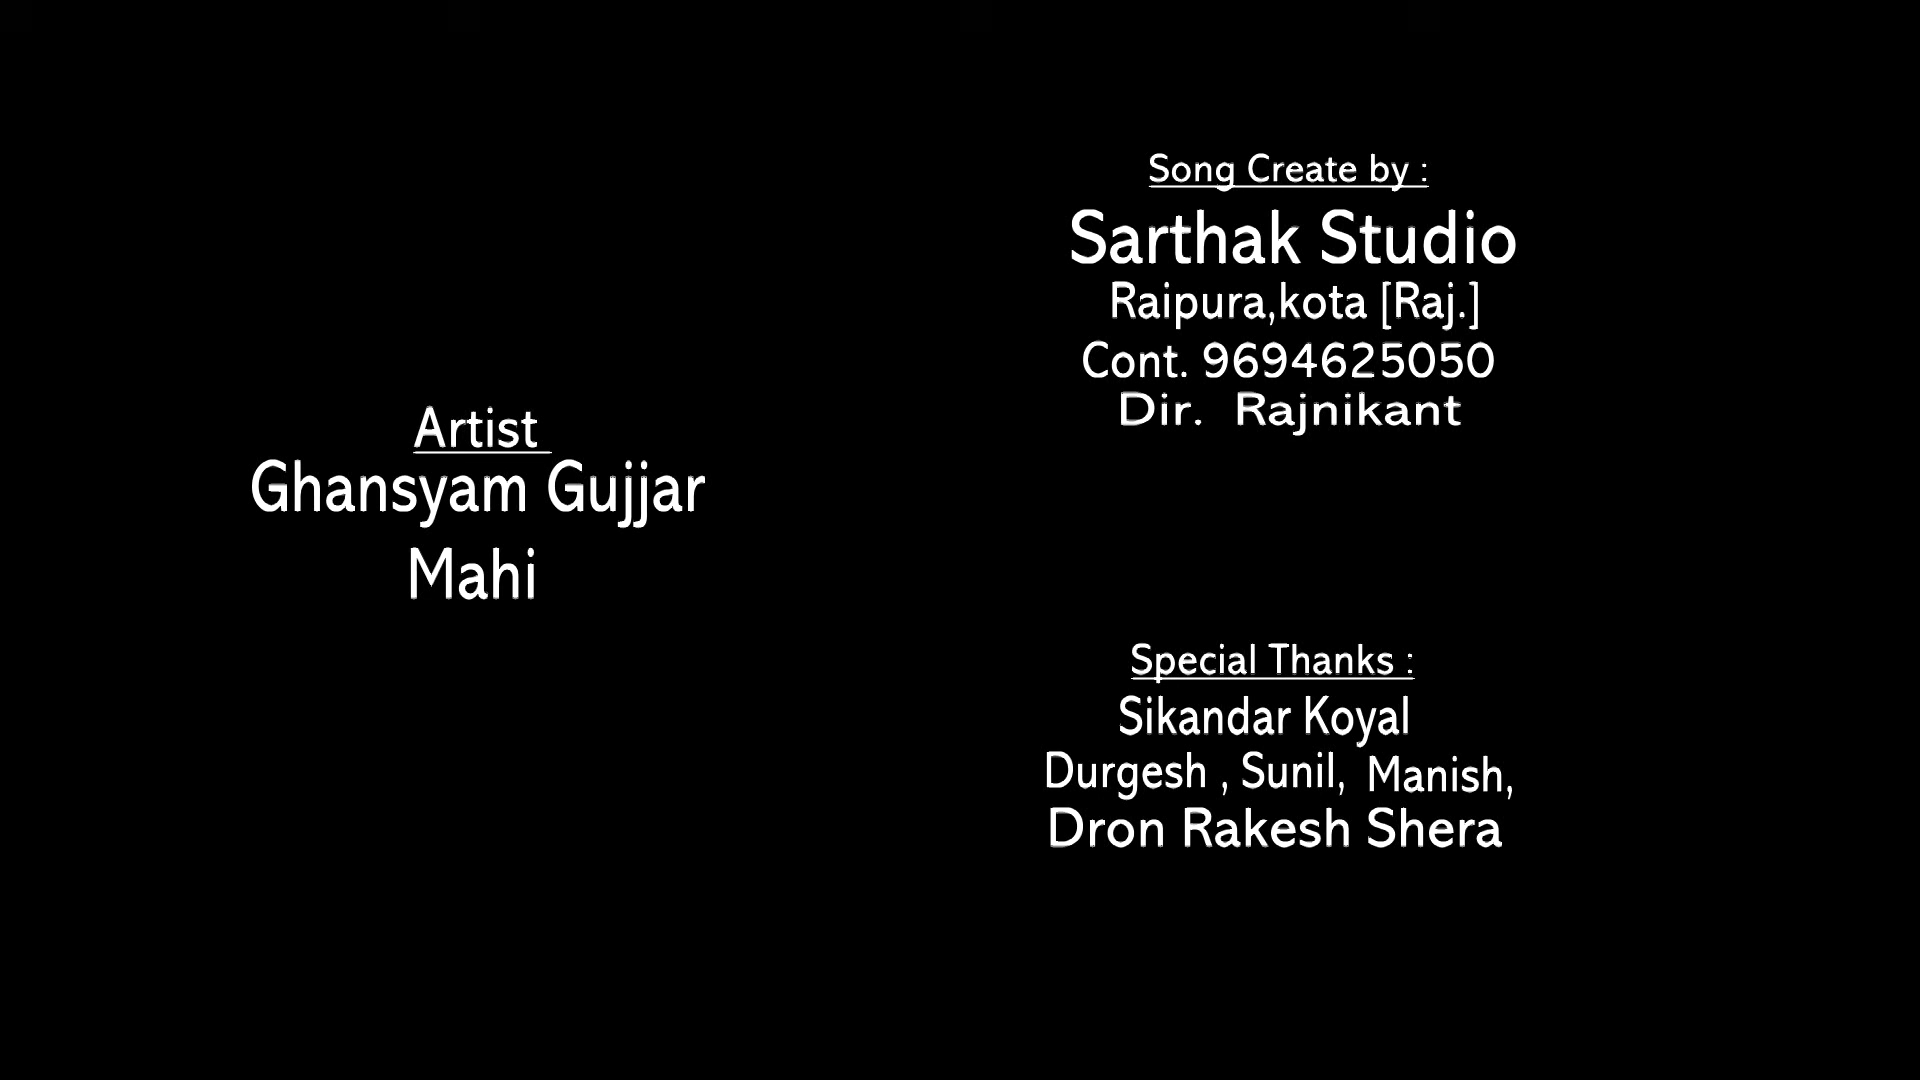 Artist
Ghansyam Gujjar
Mahi
Song Create by :
Sarthak Studio
Raipura,kota [Raj.]
Cont. 9694625050
Dir. Rajnikant
Special Thanks :
Sikandar Koyal
Durgesh , Sunil, Manish,
Dron Rakesh Shera